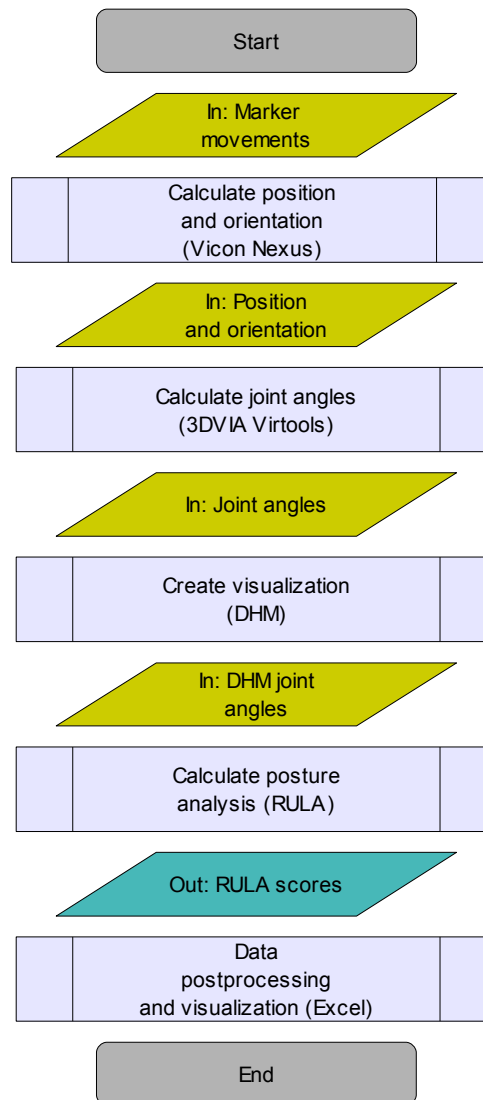 Start
In: Marker
movements
Calculate position
and orientation
(Vicon Nexus)
In: Position
and orientation
Calculate joint angles
(3DVIA Virtools)
In: Joint angles
Create visualization
(DHM)
In: DHM joint
angles
Calculate posture
analysis (RULA)
Out: RULA scores
Data
postprocessing
and visualization (Excel)
End